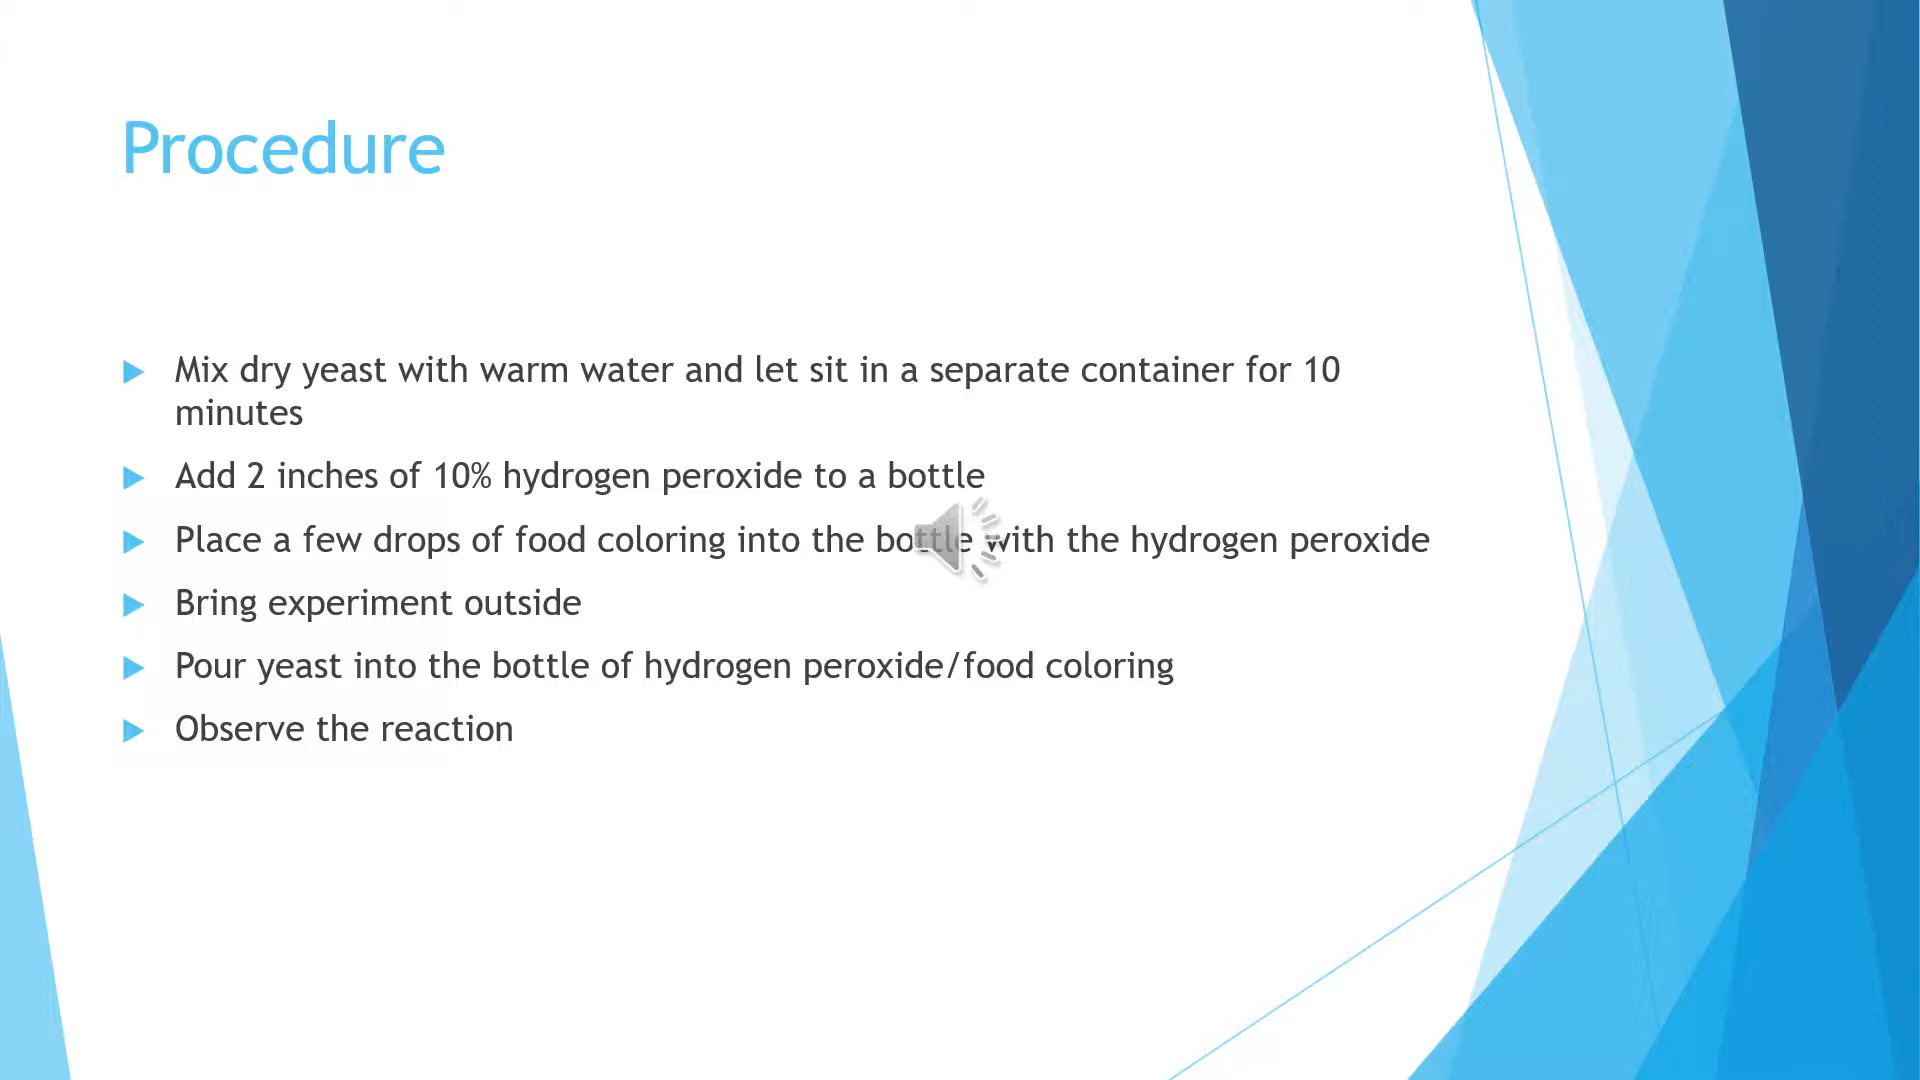 Procedure
Mix dry yeast with warm water and let sit in a separate container for 10
minutes
Add 2 inches of 10% hydrogen peroxide to a bottle
Place a few drops of food coloring into the bottle with the hydrogen peroxide
Bring experiment outside
Pour yeast into the bottle of hydrogen peroxide/food coloring
Observe the reaction